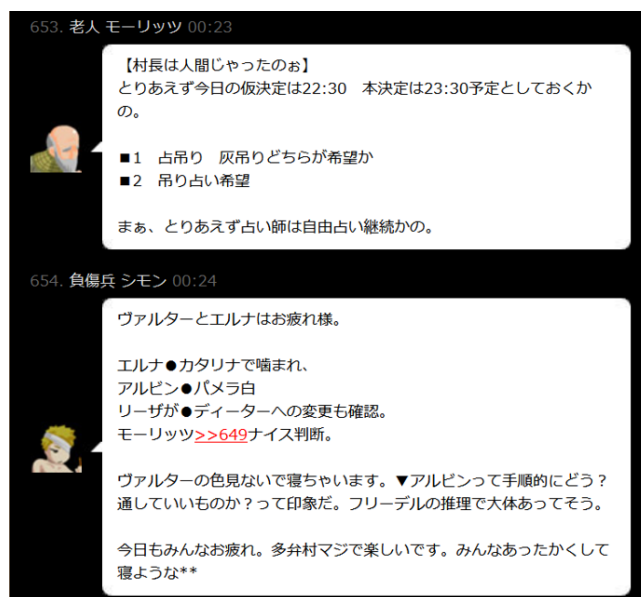 653. 老人 モーリッツ 00:23
【村長は人間じゃったのぉ】
とりあえず今日の仮決定は22:30　本決定は23:30予定としておくか
の。
■1　占吊り　灰吊りどちらが希望か
■2　吊り占い希望
まぁ、とりあえず占い師は自由占い継続かの。
654. 負傷兵 シモン 00:24
ヴァルターとエルナはお疲れ様。
エルナ●カタリナで噛まれ、
アルビン●パメラ白
リーザが●ディーターへの変更も確認。
モーリッツ>>649ナイス判断。
ヴァルターの色見ないで寝ちゃいます。▼アルビンって手順的にどう？
通していいものか？って印象だ。フリーデルの推理で大体あってそう。
今日もみんなお疲れ。多弁村マジで楽しいです。みんなあったかくして
寝ような**